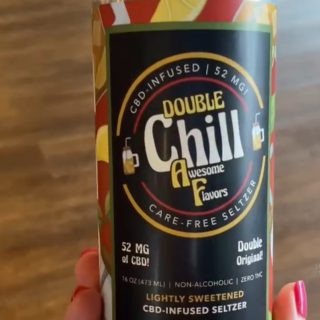 CBD-INFUSED | 52 MG!
DOUBLE
Chill
Awesome
Flavors
CARE-FREE SELTZER
52 MG
of CBD!
Double
Original!
16 OZ (473 ML) | NON-ALCOHOLIC | ZERO THC
LIGHTLY SWEETENED
CBD-INFUSED SELTZER